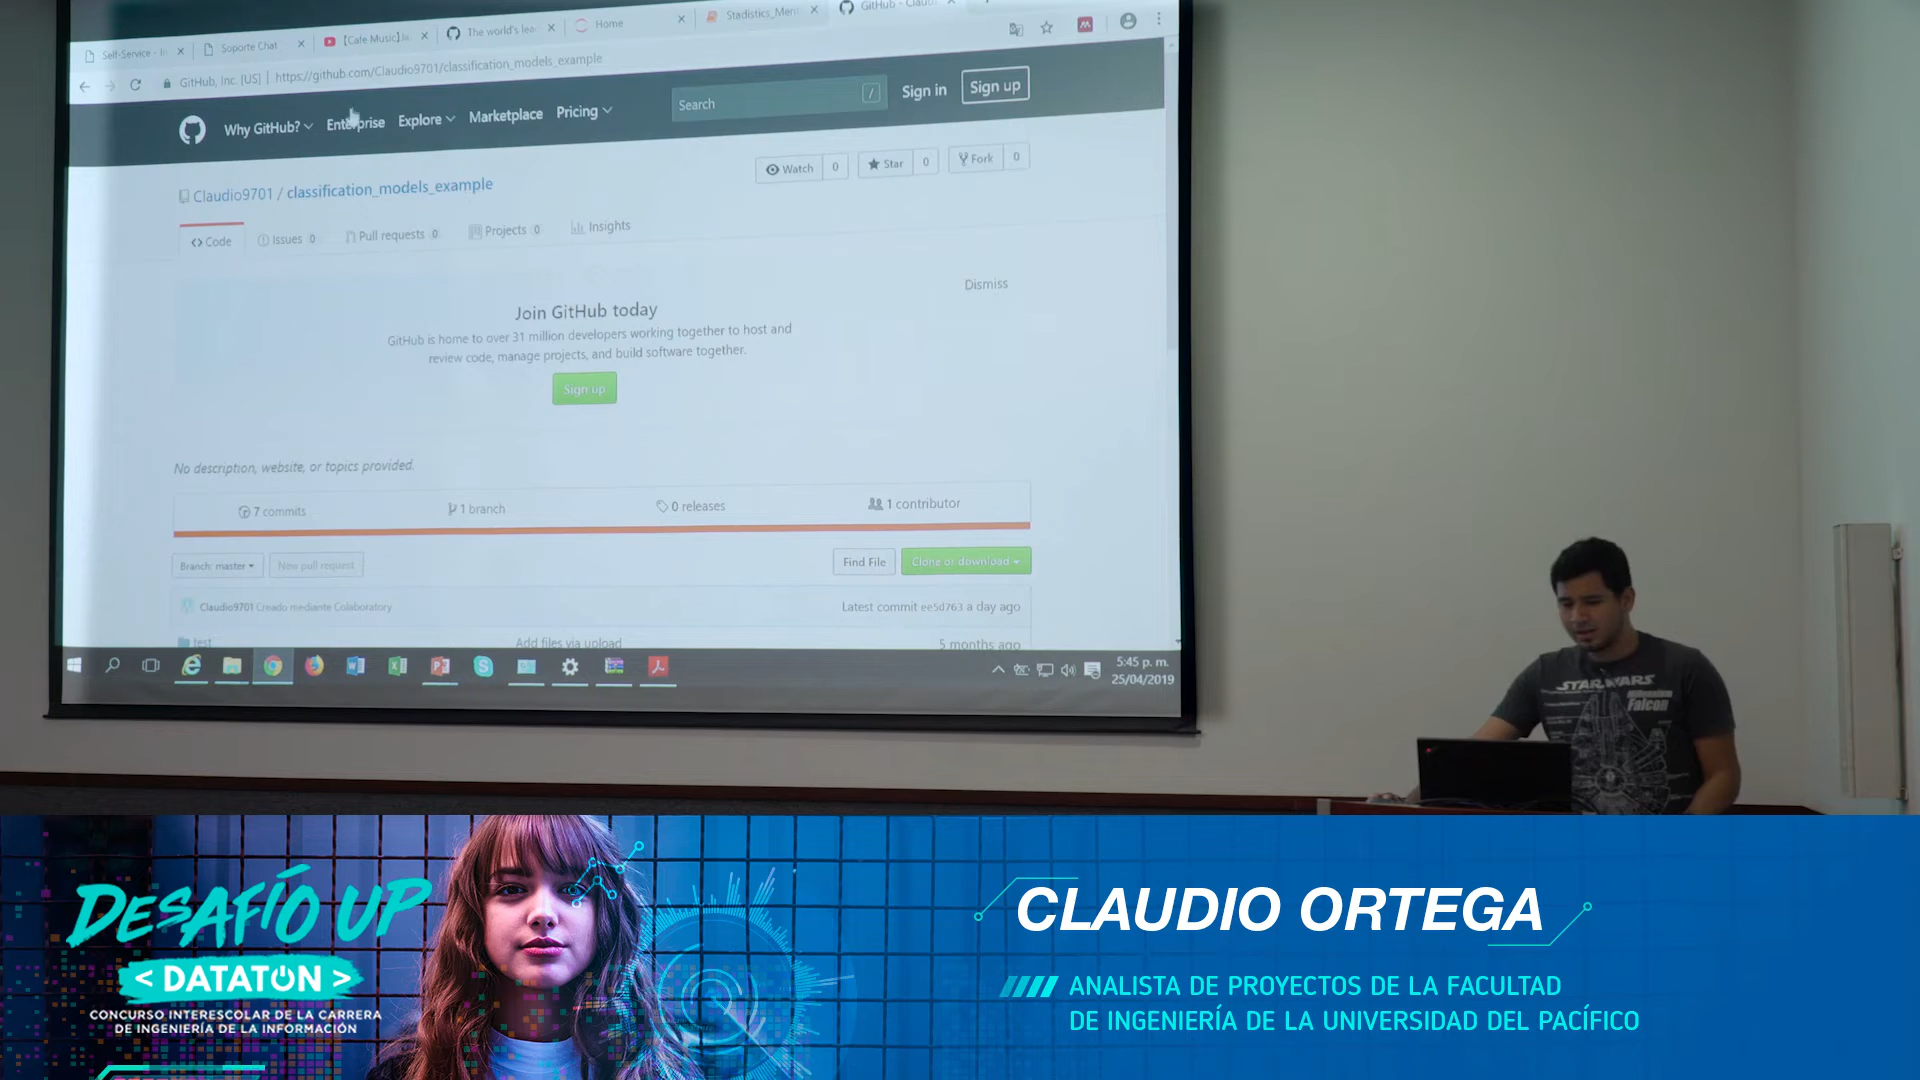 Self-Service - I
Soporte Chat
[Cafe Music]
The world's lea
Home
Stadistics_Men
GitHub - Claud
GitHub, Inc. [US] | https://github.com/Claudio9701/classification_models_example
Why GitHub? Enterprise Explore Marketplace Pricing
Search /
Sign in Sign up
Claudio9701 / classification_models_example
Watch 0 Star 0 Fork 0
Code Issues 0 Pull requests 0 Projects 0 Insights
Dismiss
Join GitHub today
GitHub is home to over 31 million developers working together to host and
review code, manage projects, and build software together.
Sign up
No description, website, or topics provided.
7 commits 1 branch 0 releases 1 contributor
Branch: master New pull request Find File Clone or download
Claudio9701 Creado mediante Colaboratory Latest commit ee5d763 a day ago
test Add files via upload 5 months ago
5:45 p. m.
25/04/2019
STAR WARS
Millennium
Falcon
DESAFÍO UP
< DATATÓN >
CONCURSO INTERESCOLAR DE LA CARRERA
DE INGENIERÍA DE LA INFORMACIÓN
CLAUDIO ORTEGA
ANALISTA DE PROYECTOS DE LA FACULTAD
DE INGENIERÍA DE LA UNIVERSIDAD DEL PACÍFICO